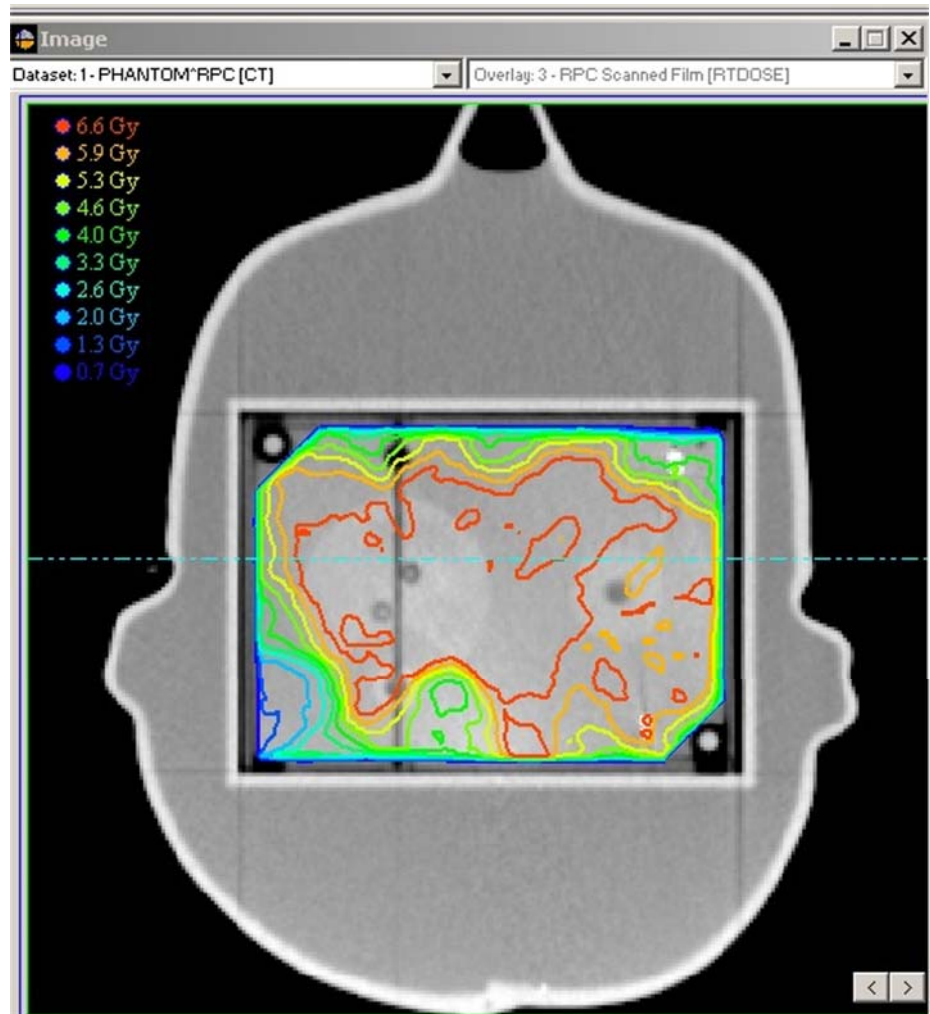 Image
Dataset: 1 - PHANTOM^RPC [CT]
Overlay: 3 - RPC Scanned Film [RTDOSE]
6.6 Gy
5.9 Gy
5.3 Gy
4.6 Gy
4.0 Gy
3.3 Gy
2.6 Gy
2.0 Gy
1.3 Gy
0.7 Gy